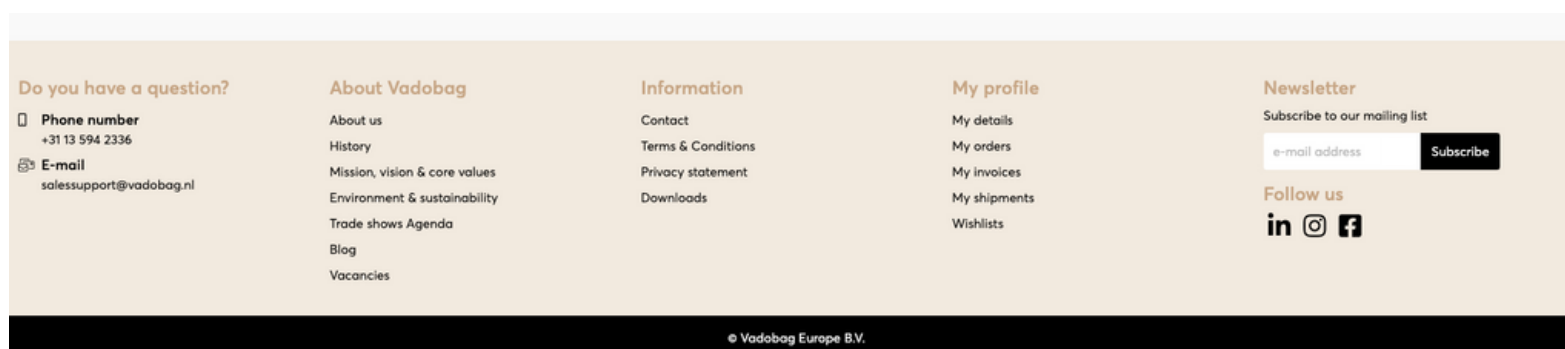 Do you have a question?
Phone number
+31 13 594 2336
E-mail
salessupport@vadobag.nl
About Vadobag
About us
History
Mission, vision & core values
Environment & sustainability
Trade shows Agenda
Blog
Vacancies
Information
Contact
Terms & Conditions
Privacy statement
Downloads
My profile
My details
My orders
My invoices
My shipments
Wishlists
Newsletter
Subscribe to our mailing list
e-mail address
Subscribe
Follow us
in
© Vadobag Europe B.V.